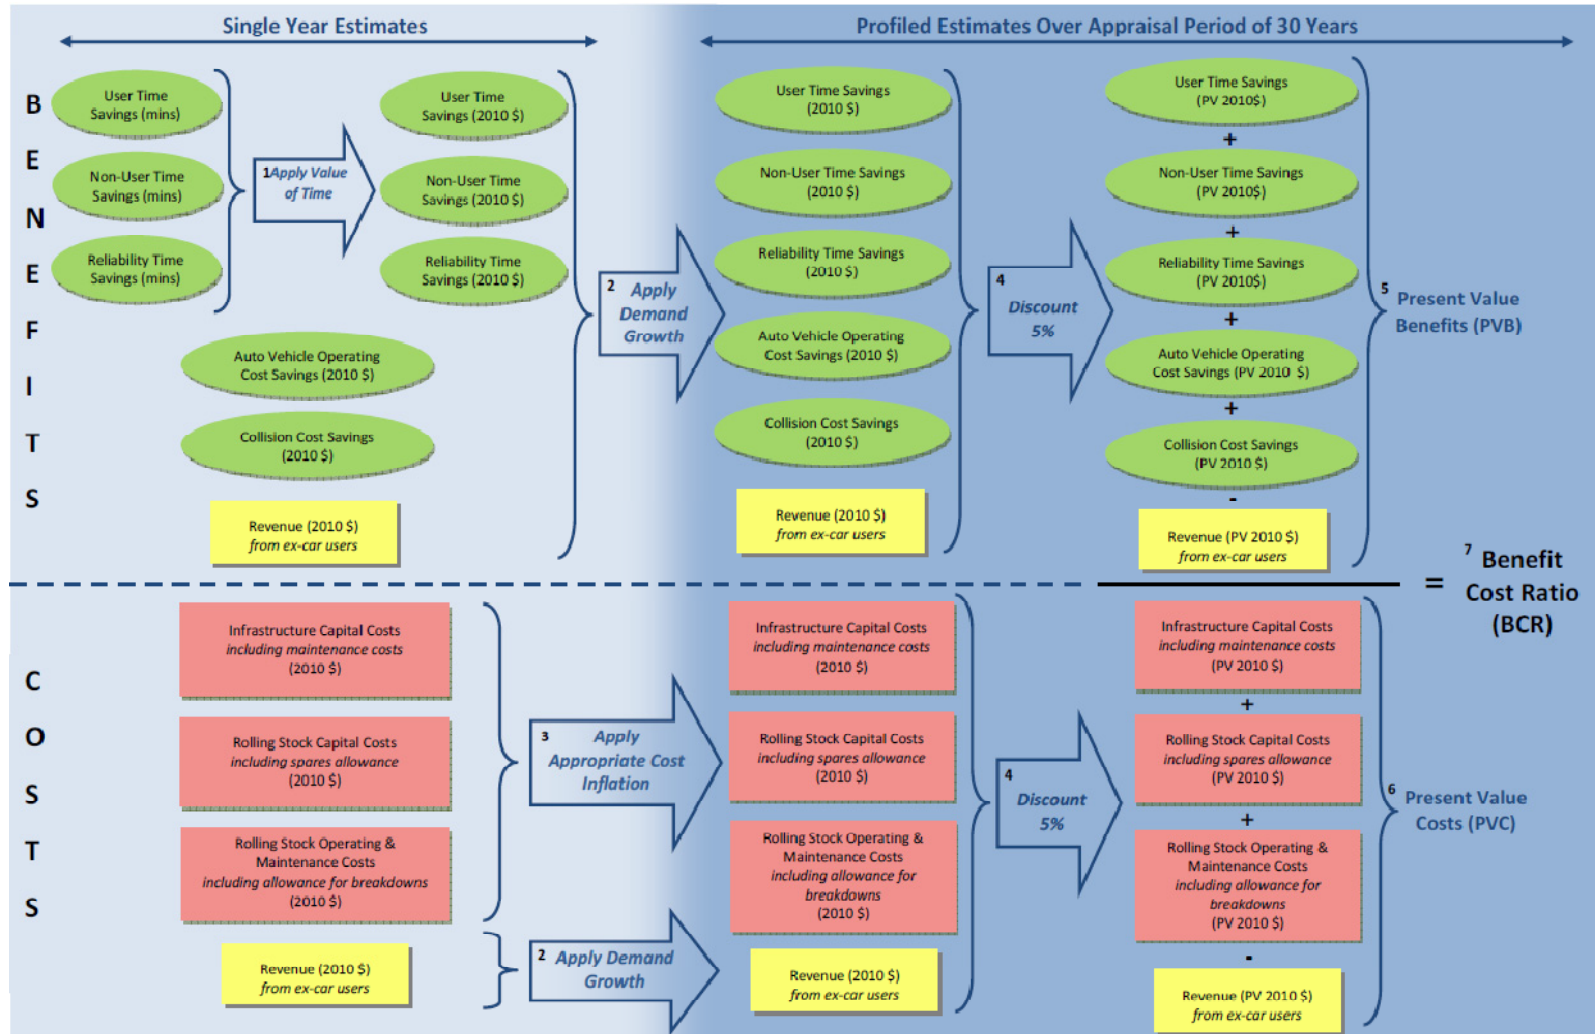 Single Year Estimates
Profiled Estimates Over Appraisal Period of 30 Years
B
E
N
E
F
I
T
S
User Time
Savings (mins)
Non-User Time
Savings (mins)
Reliability Time
Savings (mins)
1 Apply Value
of Time
User Time
Savings (2010 $)
Non-User Time
Savings (2010 $)
Reliability Time
Savings (2010 $)
Auto Vehicle Operating
Cost Savings (2010 $)
Collision Cost Savings
(2010 $)
Revenue (2010 $)
from ex-car users
2 Apply
Demand
Growth
User Time Savings
(2010 $)
Non-User Time Savings
(2010 $)
Reliability Time Savings
(2010 $)
Auto Vehicle Operating
Cost Savings (2010 $)
Collision Cost Savings
(2010 $)
Revenue (2010 $)
from ex-car users
4
Discount
5%
User Time Savings
(PV 2010$)
+
Non-User Time Savings
(PV 2010$)
+
Reliability Time Savings
(PV 2010$)
+
Auto Vehicle Operating
Cost Savings (PV 2010 $)
+
Collision Cost Savings
(PV 2010 $)
-
Revenue (PV 2010 $)
from ex-car users
5 Present Value
Benefits (PVB)
= 7 Benefit
Cost Ratio
(BCR)
C
O
S
T
S
Infrastructure Capital Costs
including maintenance costs
(2010 $)
Rolling Stock Capital Costs
including spares allowance
(2010 $)
Rolling Stock Operating &
Maintenance Costs
including allowance for breakdowns
(2010 $)
Revenue (2010 $)
from ex-car users
3 Apply
Appropriate Cost
Inflation
2 Apply Demand
Growth
Infrastructure Capital Costs
including maintenance costs
(2010 $)
Rolling Stock Capital Costs
including spares allowance
(2010 $)
Rolling Stock Operating &
Maintenance Costs
including allowance for
breakdowns
(2010 $)
Revenue (2010 $)
from ex-car users
4
Discount
5%
Infrastructure Capital Costs
including maintenance costs
(PV 2010 $)
+
Rolling Stock Capital Costs
including spares allowance
(PV 2010 $)
+
Rolling Stock Operating &
Maintenance Costs
including allowance for
breakdowns
(PV 2010 $)
-
Revenue (PV 2010 $)
from ex-car users
6 Present Value
Costs (PVC)